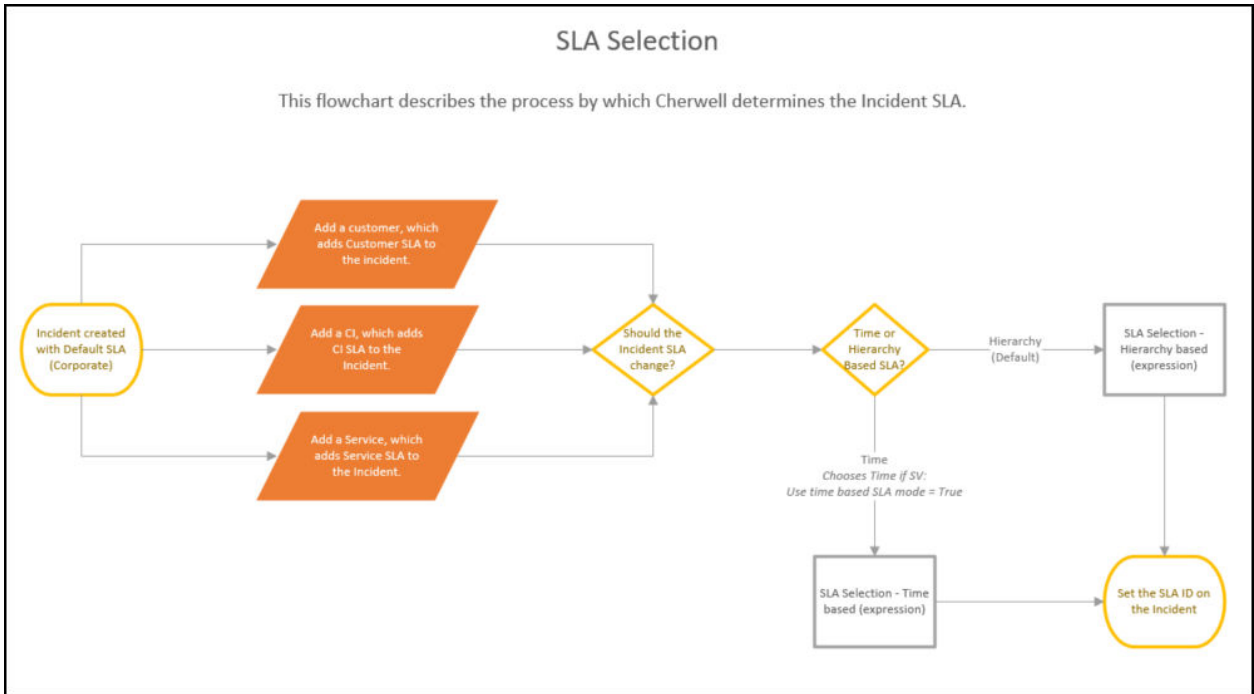 SLA Selection
This flowchart describes the process by which Cherwell determines the Incident SLA.
Add a customer, which
adds Customer SLA to
the incident.
Incident created
with Default SLA
(Corporate)
Add a CI, which adds
CI SLA to the
Incident.
Should the
Incident SLA
change?
Time or
Hierarchy
Based SLA?
Hierarchy
(Default)
SLA Selection -
Hierarchy based
(expression)
Add a Service, which
adds Service SLA to
the Incident.
Time
Chooses Time if SV:
Use time based SLA mode = True
SLA Selection - Time
based (expression)
Set the SLA ID on
the Incident